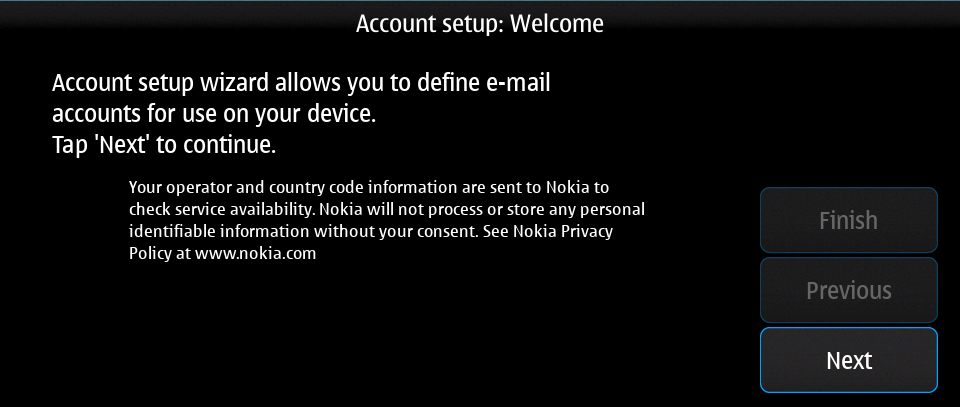 Account setup: Welcome
Account setup wizard allows you to define e-mail
accounts for use on your device.
Tap 'Next' to continue.
Your operator and country code information are sent to Nokia to
check service availability. Nokia will not process or store any personal
identifiable information without your consent. See Nokia Privacy
Policy at www.nokia.com
Finish
Previous
Next